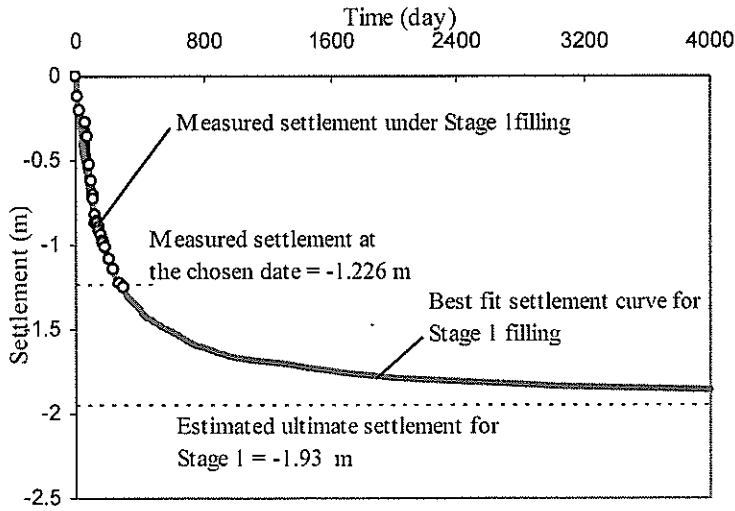 Time (day)
0 800 1600 2400 3200 4000
0
-0.5
-1
-1.5
-2
-2.5
Settlement (m)
Measured settlement under Stage 1filling
Measured settlement at
the chosen date = -1.226 m
Best fit settlement curve for
Stage 1 filling
Estimated ultimate settlement for
Stage 1 = -1.93 m